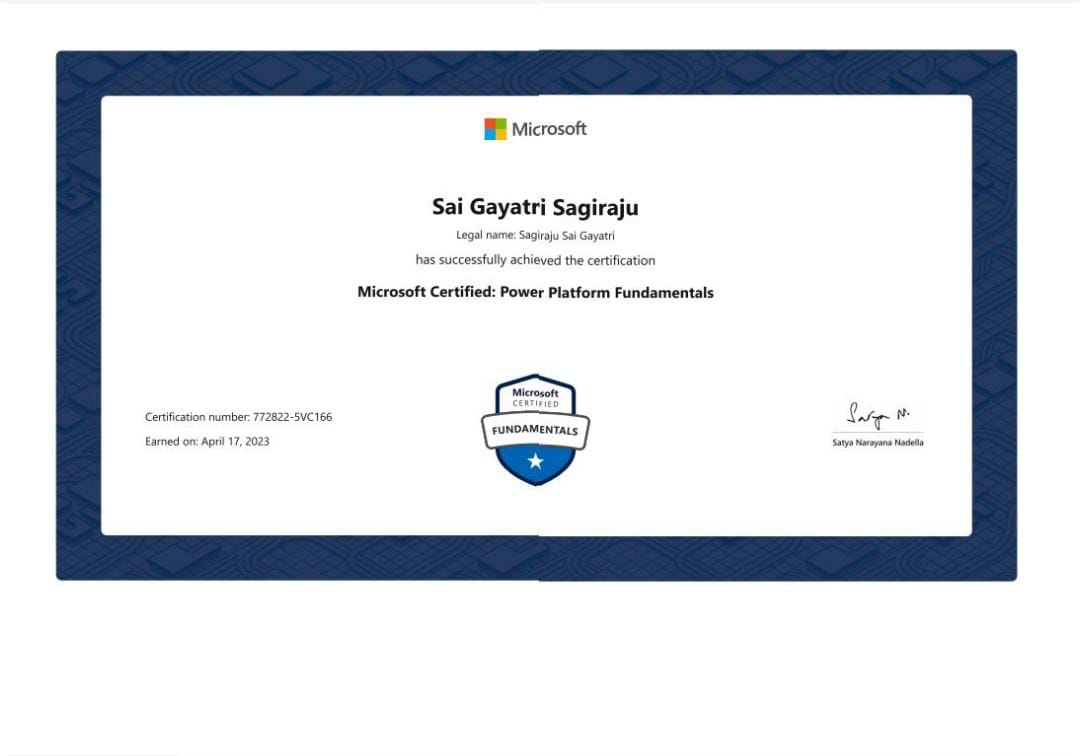 Microsoft
Sai Gayatri Sagiraju
Legal name: Sagiraju Sai Gayatri
has successfully achieved the certification
Microsoft Certified: Power Platform Fundamentals
Microsoft
CERTIFIED
FUNDAMENTALS
Certification number: 772822-5VC166
Earned on: April 17, 2023
Satya N.
Satya Narayana Nadella